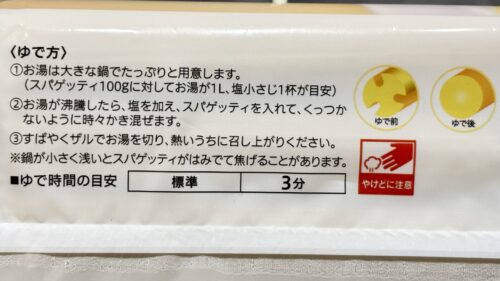 〈ゆで方〉
①お湯は大きな鍋でたっぷりと用意します。
（スパゲッティ100gに対してお湯が1L、塩小さじ1杯が目安）
②お湯が沸騰したら、塩を加え、スパゲッティを入れて、くっつか
ないように時々かき混ぜます。
③すばやくザルでお湯を切り、熱いうちに召し上がりください。
※鍋が小さく浅いとスパゲッティがはみでて焦げることがあります。
■ゆで時間の目安 標準 3分
ゆで前 ゆで後
やけどに注意